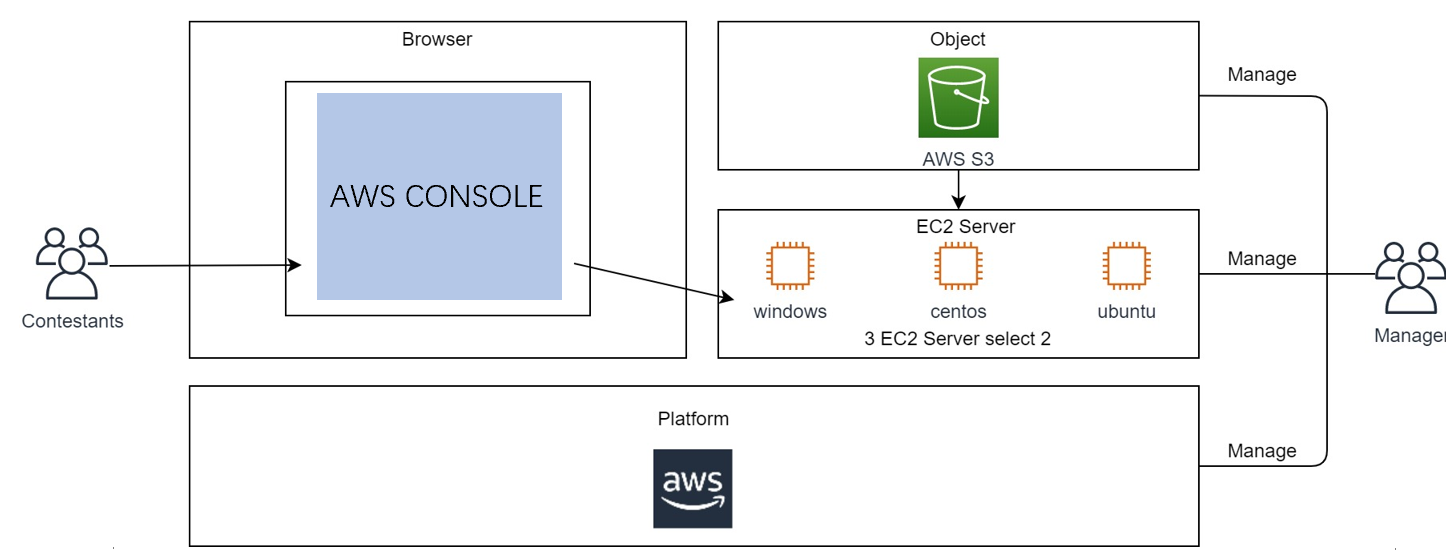 Browser
AWS CONSOLE
Contestants
Object
AWS S3
EC2 Server
windows
centos
ubuntu
3 EC2 Server select 2
Manage
Manage
Manage
Manager
Platform
aws